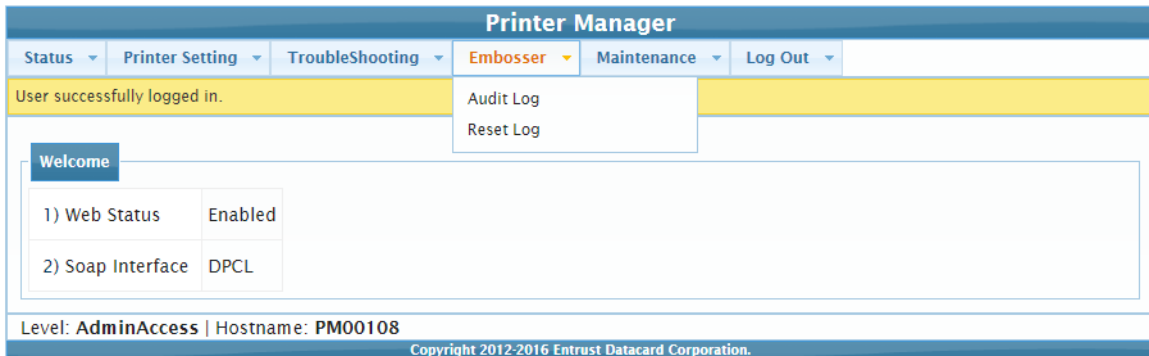 Printer Manager
Status Printer Setting TroubleShooting Embosser Maintenance Log Out
User successfully logged in.
Audit Log
Reset Log
Welcome
1) Web Status Enabled
2) Soap Interface DPCL
Level: AdminAccess | Hostname: PM00108
Copyright 2012-2016 Entrust Datacard Corporation.